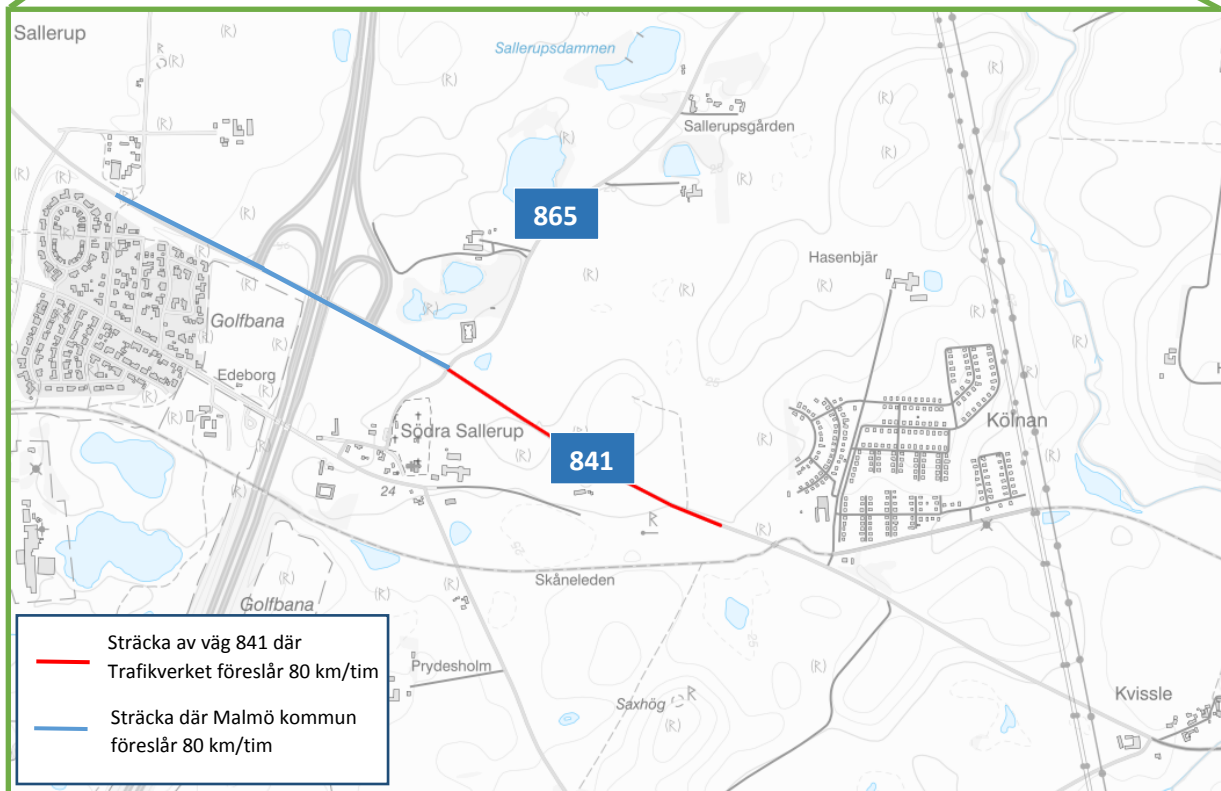 Sallerup
Sallerupsdammen
Sallerupsgården
865
Hasenbjär
Golfbana
Edeborg
Södra Sallerup
Kölnan
841
24
Skåneleden
Golfbana
Prydesholm
Saxhög
Kvissle
Sträcka av väg 841 där
Trafikverket föreslår 80 km/tim
Sträcka där Malmö kommun
föreslår 80 km/tim